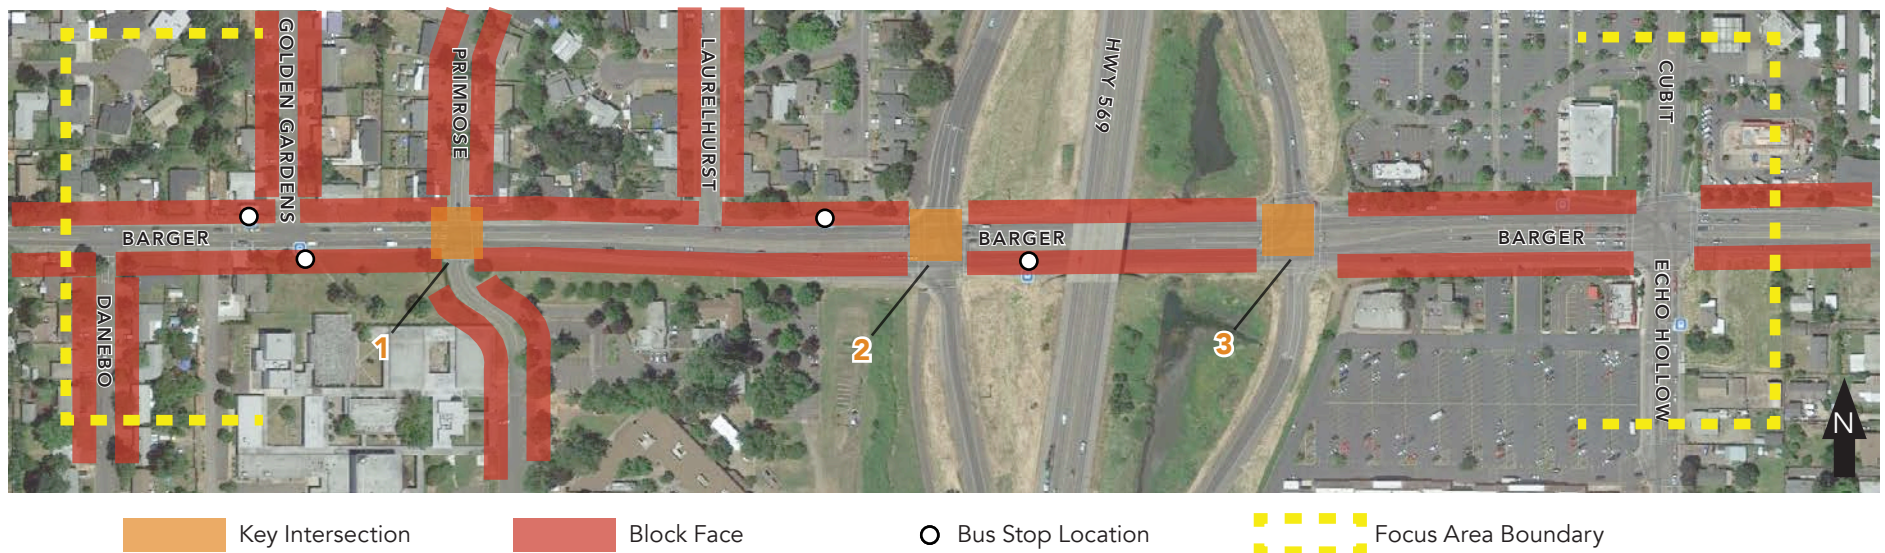 GOLDEN GARDENS
PRIMROSE
LAURELHURST
HWY 569
CUBIT
BARGER
BARGER
BARGER
DANEBO
ECHO HOLLOW
1
2
3
N
Key Intersection
Block Face
Bus Stop Location
Focus Area Boundary